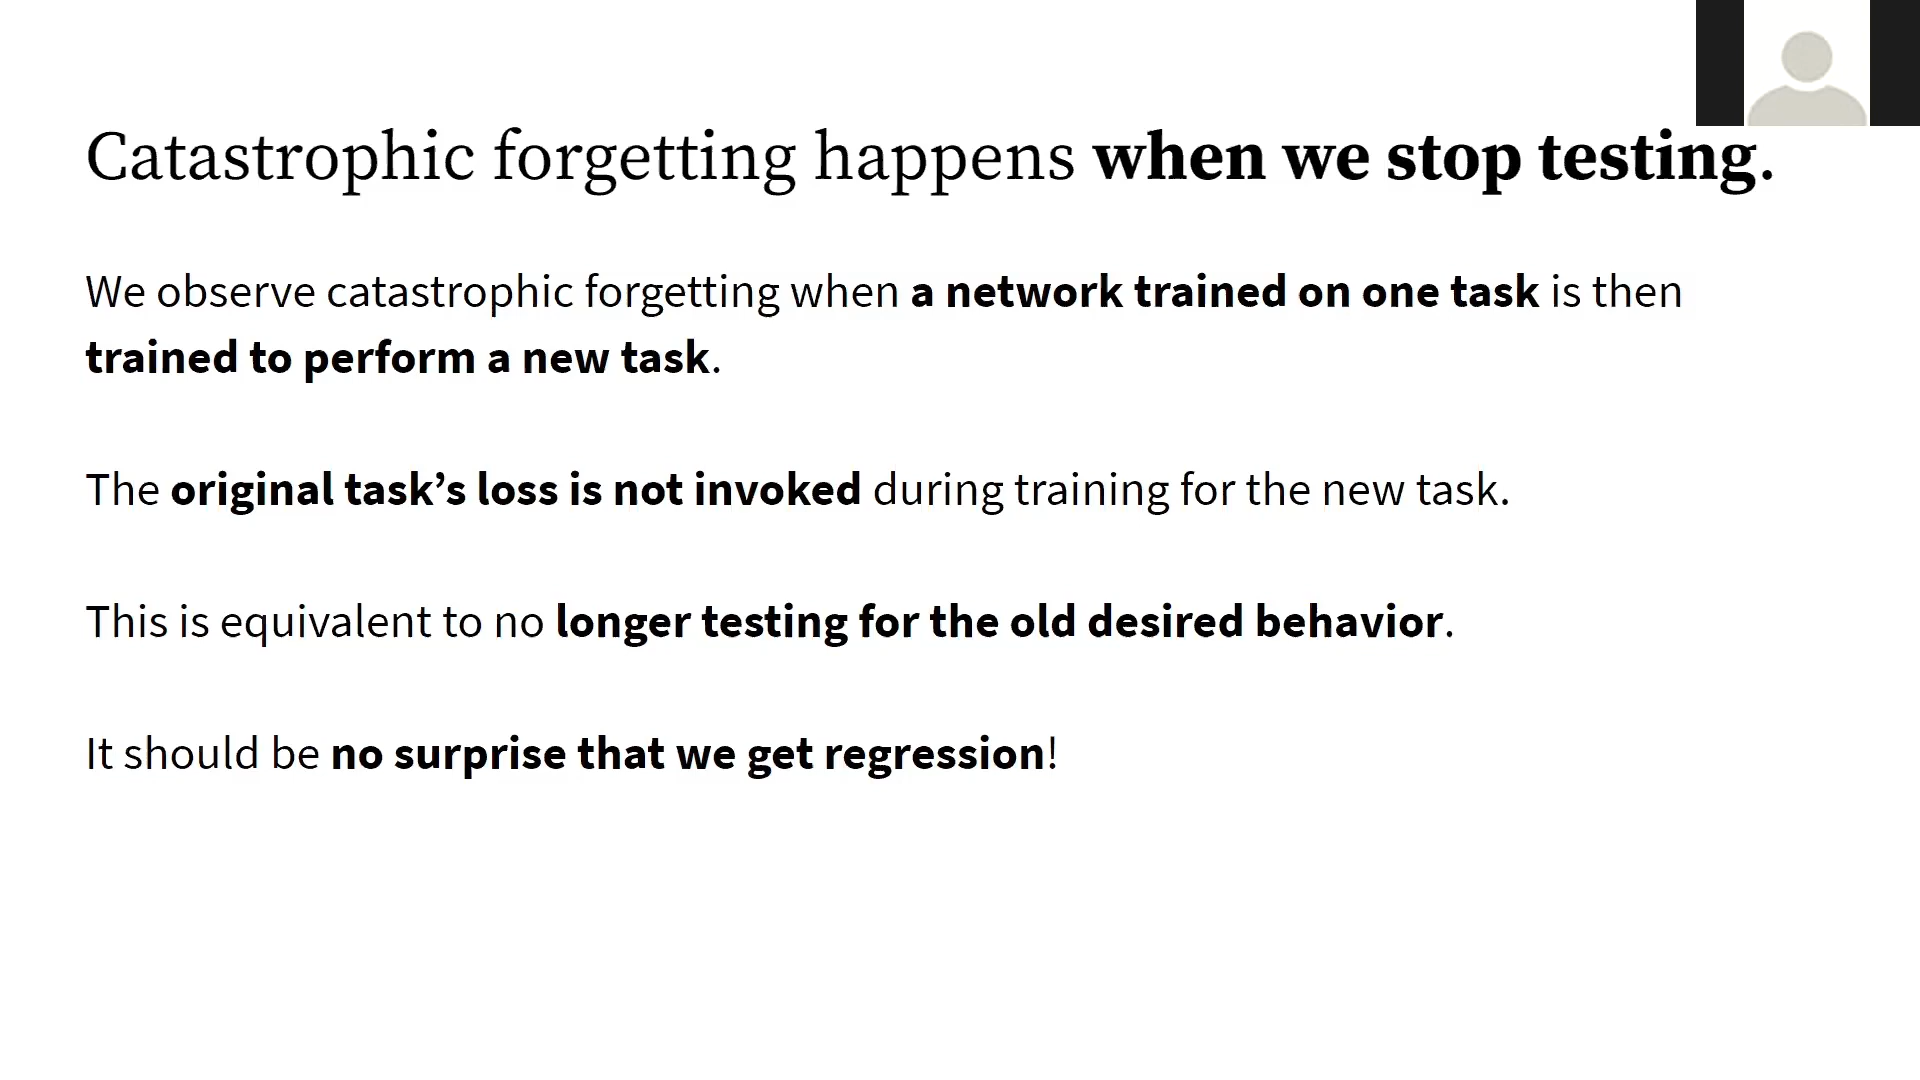 Catastrophic forgetting happens when we stop testing.
We observe catastrophic forgetting when a network trained on one task is then
trained to perform a new task.
The original task’s loss is not invoked during training for the new task.
This is equivalent to no longer testing for the old desired behavior.
It should be no surprise that we get regression!